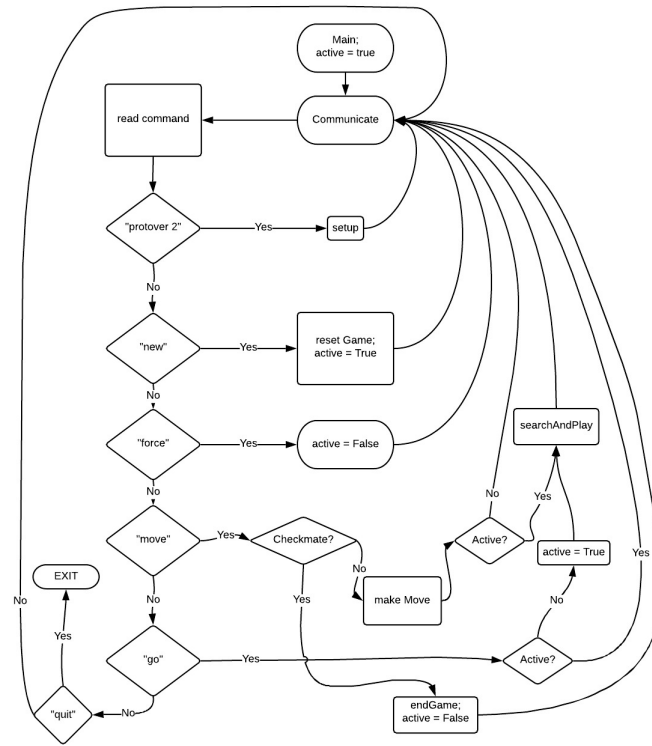 Main;
active = true
read command
Communicate
"protover 2"
Yes
setup
No
"new"
Yes
reset Game;
active = True
No
"force"
Yes
active = False
searchAndPlay
No
No
Yes
"move"
Yes
Checkmate?
Active?
active = True
Yes
EXIT
No
make Move
No
Yes
No
No
Yes
"go"
Yes
Active?
"quit"
No
endGame;
active = False